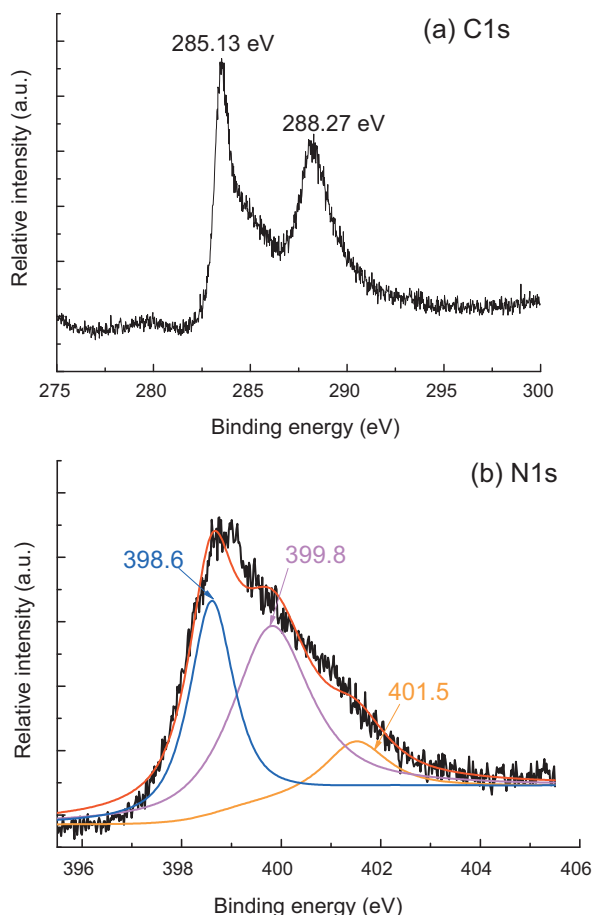 (a) C1s
285.13 eV
288.27 eV
Relative intensity (a.u.)
275 280 285 290 295 300
Binding energy (eV)
(b) N1s
398.6
399.8
401.5
Relative intensity (a.u.)
396 398 400 402 404 406
Binding energy (eV)